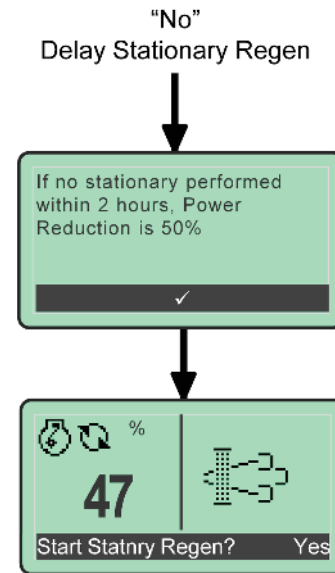 “No”
Delay Stationary Regen
If no stationary performed
within 2 hours, Power
Reduction is 50%
✓
%
47
Start Statnry Regen? Yes